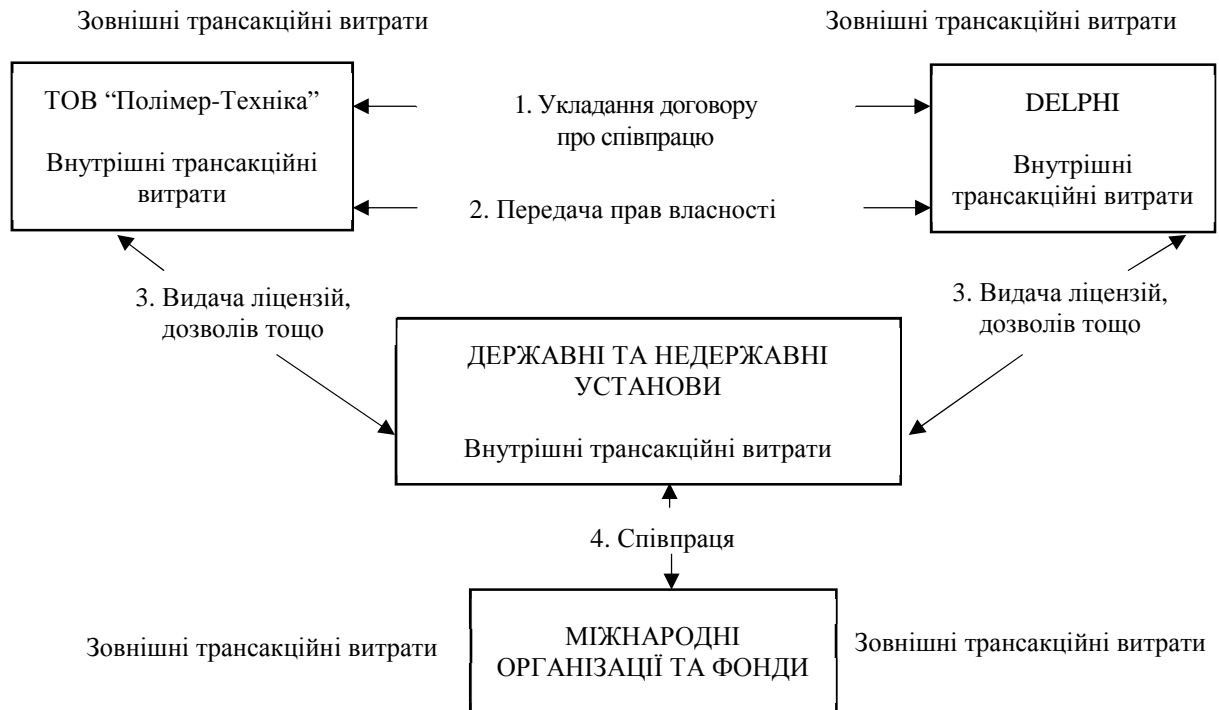 Зовнішні трансакційні витрати
Зовнішні трансакційні витрати
ТОВ “Полімер-Техніка”
Внутрішні трансакційні
витрати
1. Укладання договору
про співпрацю
2. Передача прав власності
DELPHI
Внутрішні
трансакційні витрати
3. Видача ліцензій,
дозволів тощо
3. Видача ліцензій,
дозволів тощо
ДЕРЖАВНІ ТА НЕДЕРЖАВНІ
УСТАНОВИ
Внутрішні трансакційні витрати
4. Співпраця
Зовнішні трансакційні витрати
МІЖНАРОДНІ
ОРГАНІЗАЦІЇ ТА ФОНДИ
Зовнішні трансакційні витрати